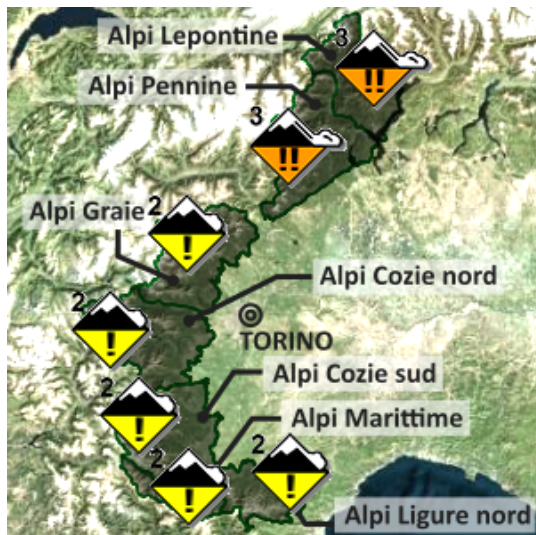 Alpi Lepontine
3
!!
Alpi Pennine
3
!!
Alpi Graie
2
!
Alpi Cozie nord
2
!
TORINO
Alpi Cozie sud
2
!
Alpi Marittime
2
!
2
!
Alpi Ligure nord